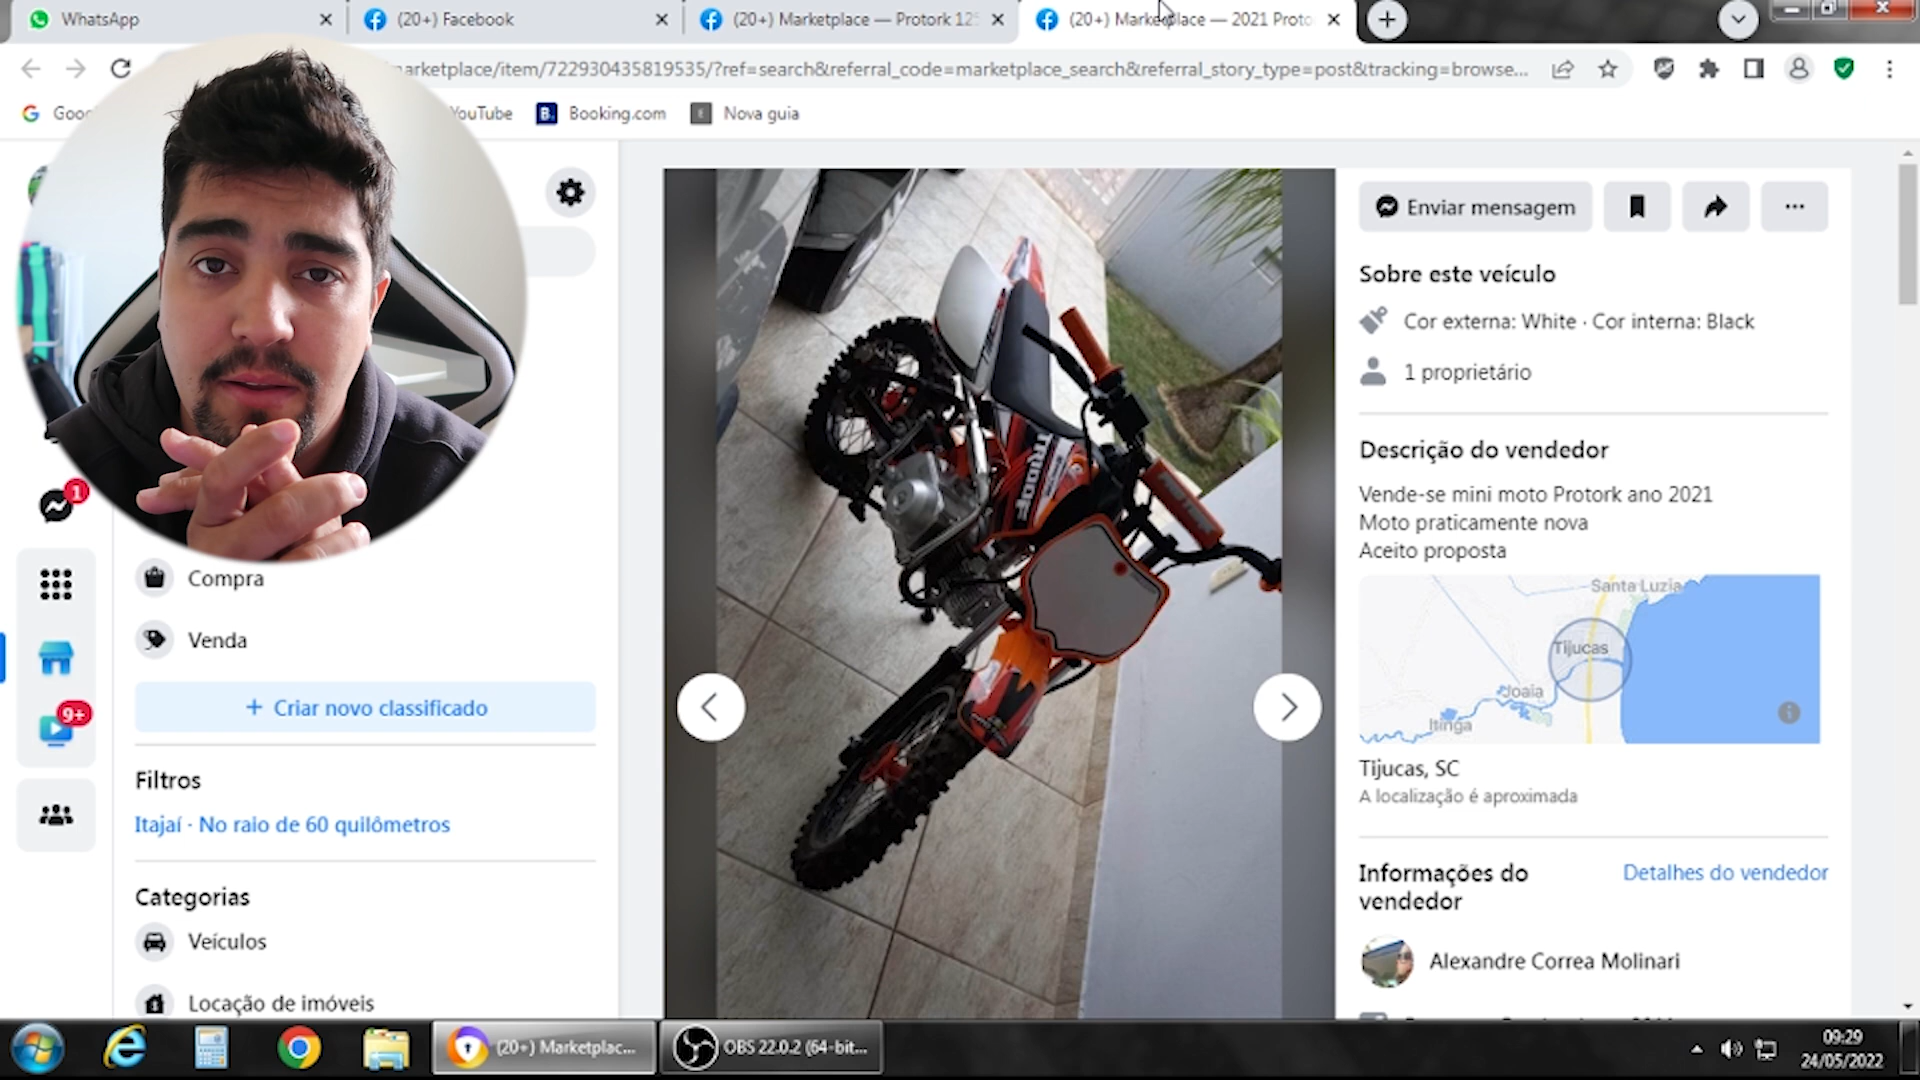 WhatsApp
(20+) Facebook
(20+) Marketplace — Protork 12
(20+) Marketplace — 2021 Proto
marketplace/item/722930435819535/?ref=search&referral_code=marketplace_search&referral_story_type=post&tracking=browse...
YouTube
Booking.com
Nova guia
Enviar mensagem
Sobre este veículo
Cor externa: White · Cor interna: Black
1 proprietário
Descrição do vendedor
Vende-se mini moto Protork ano 2021
Moto praticamente nova
Aceito proposta
Santa Luzia
Tijucas
Joaia
Itinga
Tijucas, SC
A localização é aproximada
Informações do vendedor
Detalhes do vendedor
Alexandre Correa Molinari
1
9+
Compra
Venda
+ Criar novo classificado
Filtros
Itajaí · No raio de 60 quilômetros
Categorias
Veículos
Locação de imóveis
(20+) Marketplac...
OBS 22.0.2 (64-bit...
09:29
24/05/2022